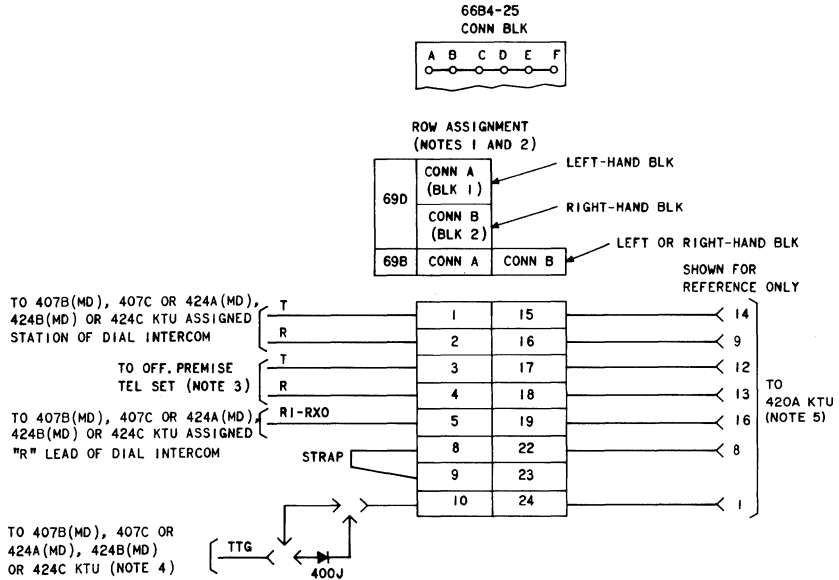 66B4-25
CONN BLK
A B C D E F
ROW ASSIGNMENT
(NOTES 1 AND 2)
69D
CONN A
(BLK 1)
LEFT-HAND BLK
CONN B
(BLK 2)
RIGHT-HAND BLK
69B CONN A CONN B
LEFT OR RIGHT-HAND BLK
SHOWN FOR
REFERENCE ONLY
TO 407B(MD), 407C OR 424A(MD),
424B(MD) OR 424C KTU ASSIGNED
STATION OF DIAL INTERCOM
T 1 15 14
R 2 16 9
TO OFF. PREMISE
TEL SET (NOTE 3)
T 3 17 12
R 4 18 13
TO 407B(MD), 407C OR 424A(MD),
424B(MD) OR 424C KTU ASSIGNED
"R" LEAD OF DIAL INTERCOM
R1-RXO 5 19 16
STRAP 8 22 8
9 23
10 24 1
TO
420A KTU
(NOTE 5)
TO 407B(MD), 407C OR
424A(MD), 424B(MD)
OR 424C KTU (NOTE 4)
TTG
400J